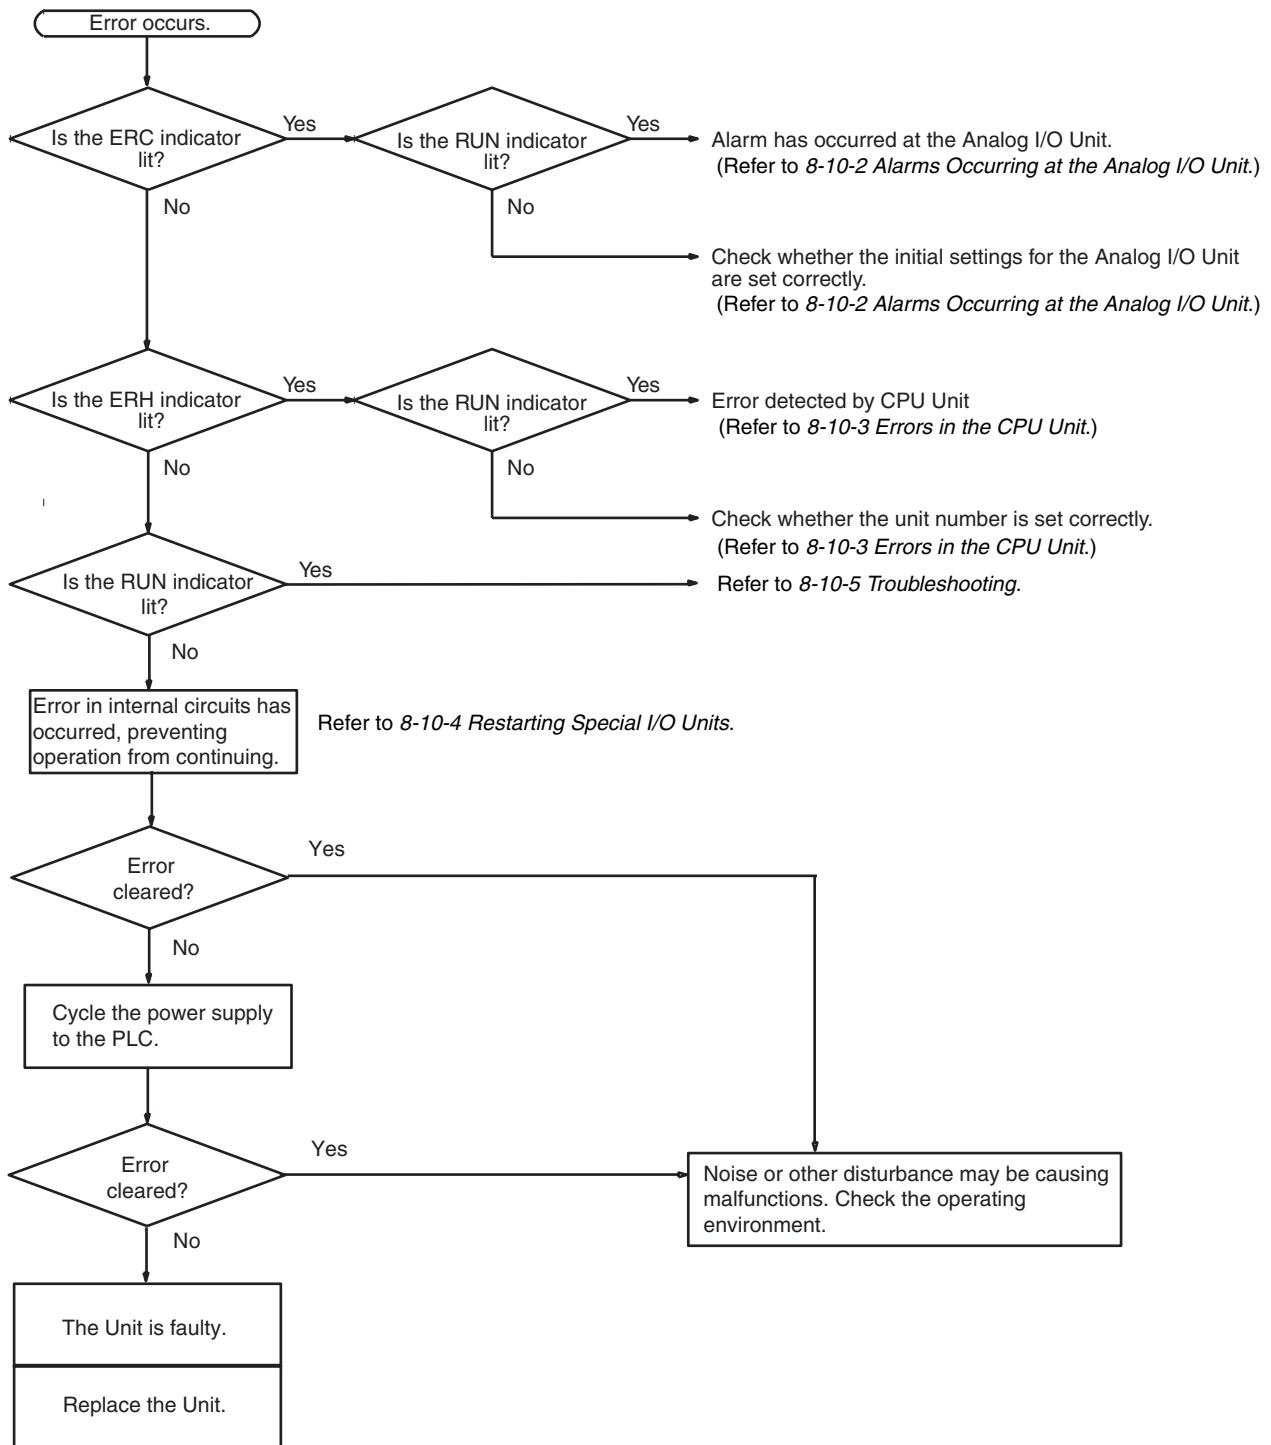 Error occurs.
Is the ERC indicator
lit?
Yes
Is the RUN indicator
lit?
Yes
Alarm has occurred at the Analog I/O Unit.
(Refer to 8-10-2 Alarms Occurring at the Analog I/O Unit.)
No
No
Check whether the initial settings for the Analog I/O Unit
are set correctly.
(Refer to 8-10-2 Alarms Occurring at the Analog I/O Unit.)
Is the ERH indicator
lit?
Yes
Is the RUN indicator
lit?
Yes
Error detected by CPU Unit
(Refer to 8-10-3 Errors in the CPU Unit.)
No
No
Check whether the unit number is set correctly.
(Refer to 8-10-3 Errors in the CPU Unit.)
Is the RUN indicator
lit?
Yes
Refer to 8-10-5 Troubleshooting.
No
Error in internal circuits has
occurred, preventing
operation from continuing.
Refer to 8-10-4 Restarting Special I/O Units.
Error
cleared?
Yes
No
Cycle the power supply
to the PLC.
Error
cleared?
Yes
Noise or other disturbance may be causing
malfunctions. Check the operating
environment.
No
The Unit is faulty.
Replace the Unit.